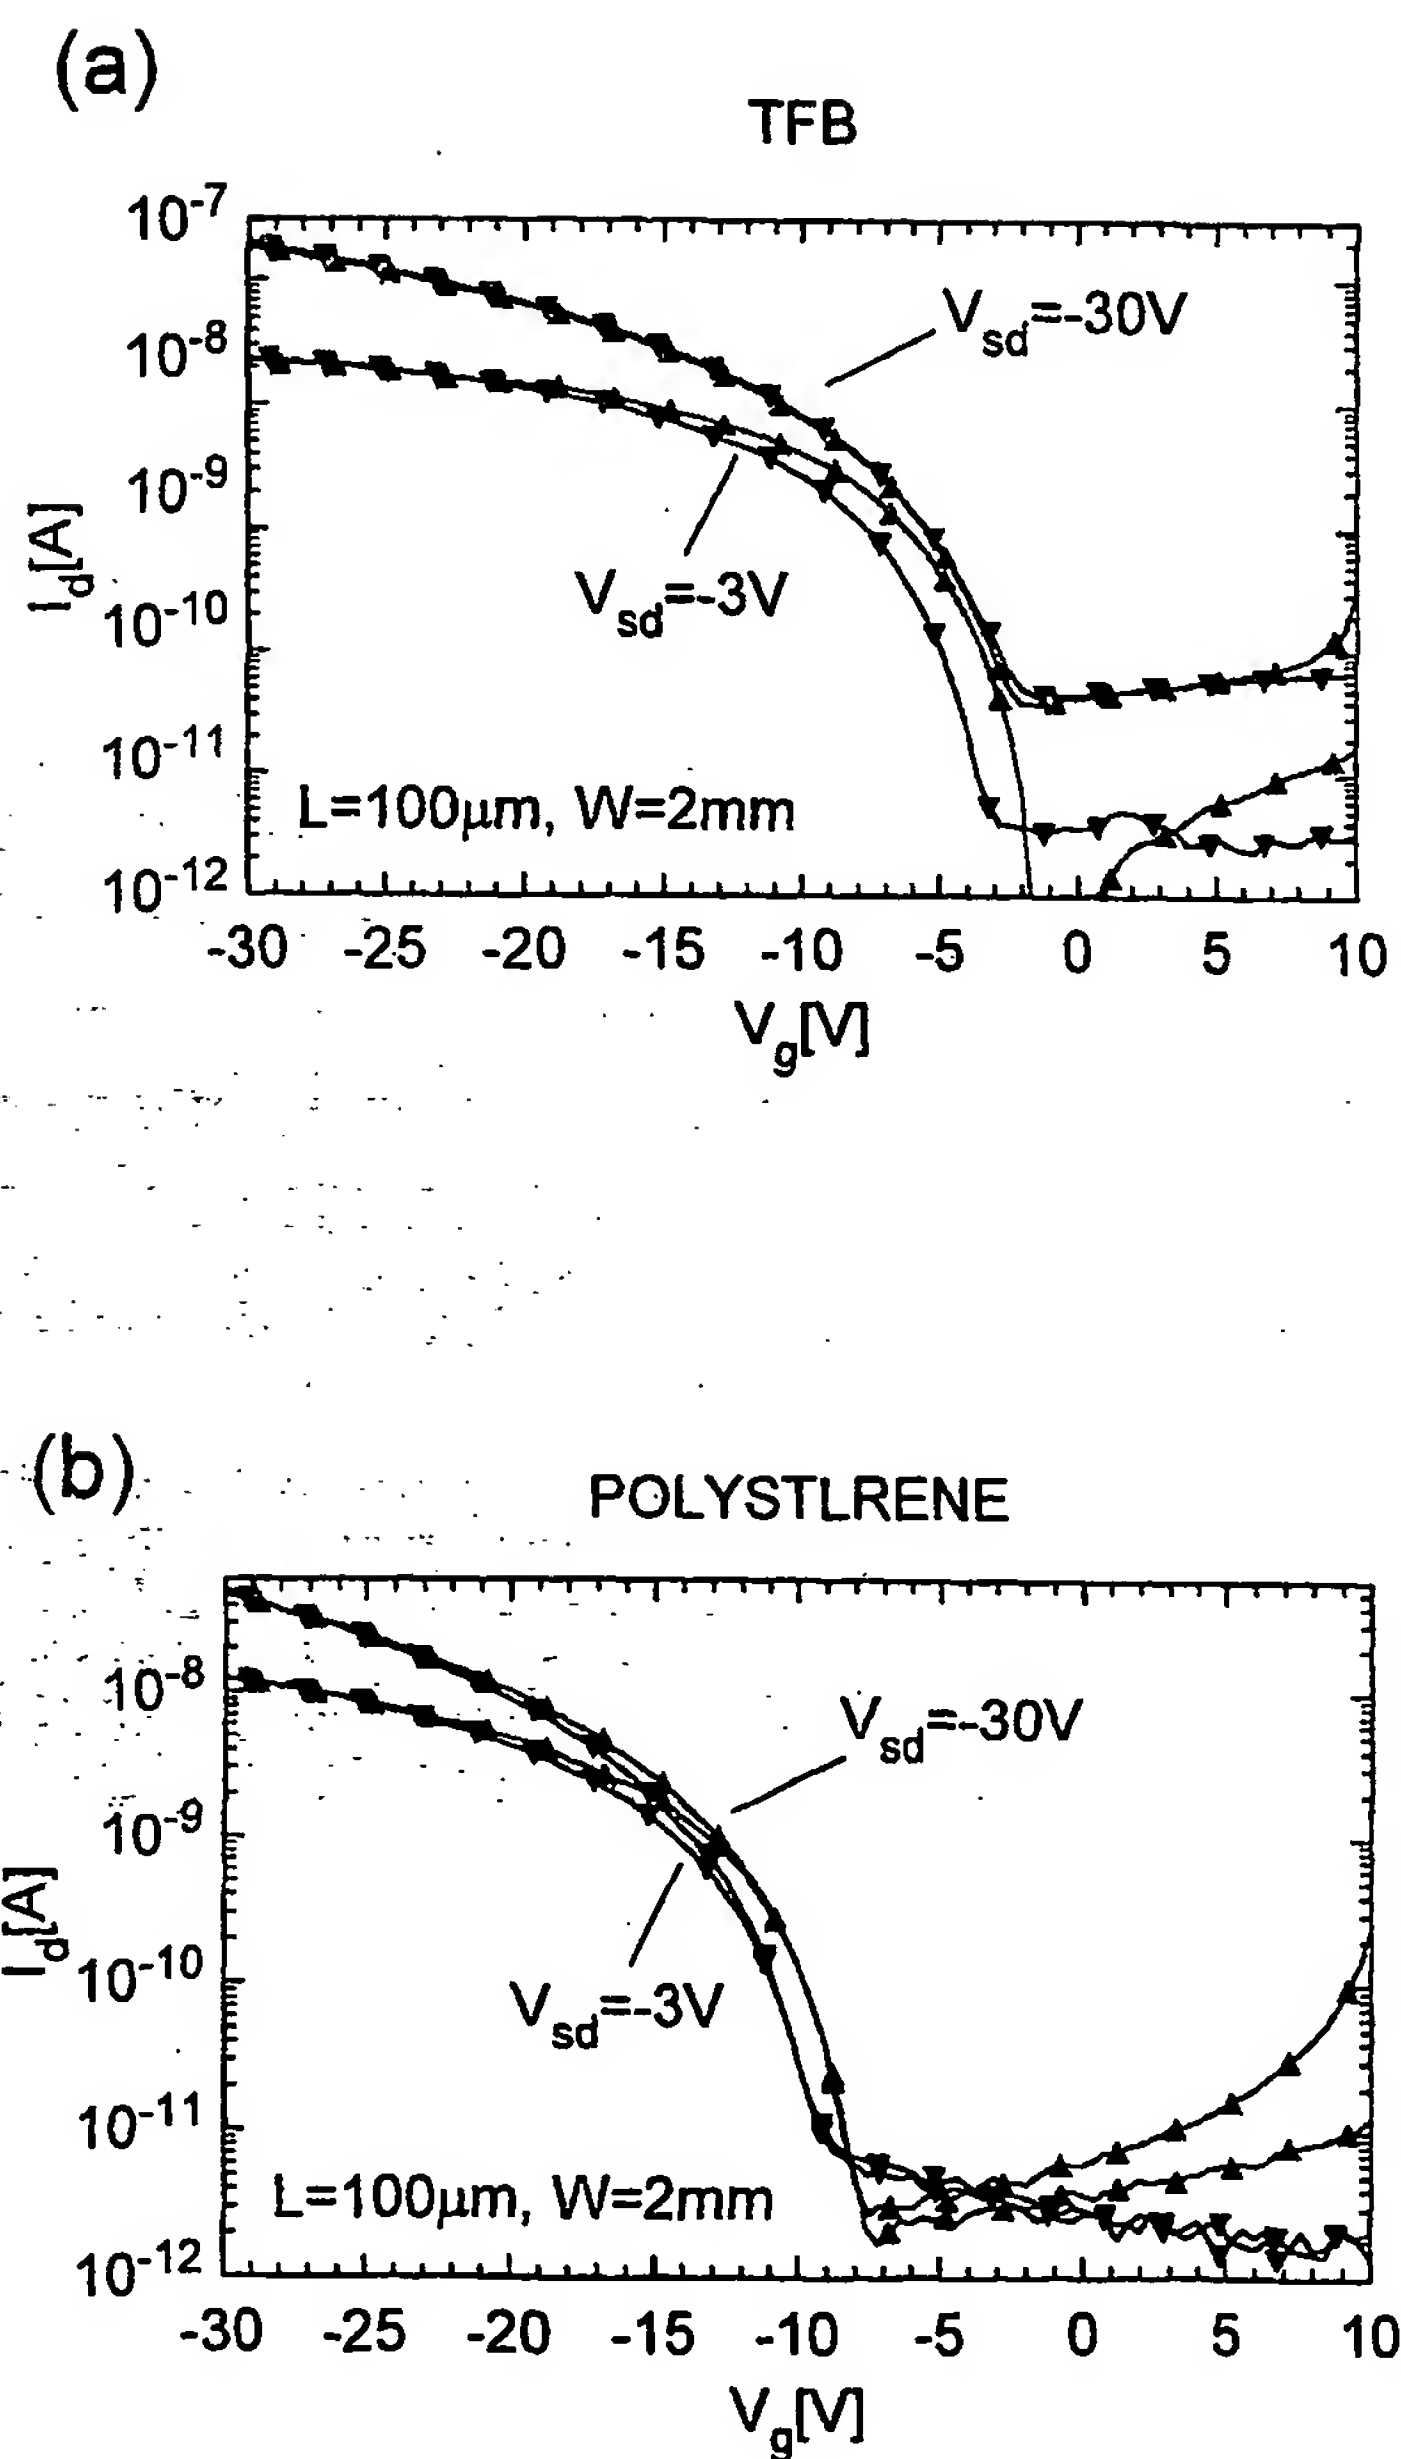 (a)
TFB
10-7
10-8
10-9
10-10
10-11
10-12
Id[A]
Vsd=-30V
Vsd=-3V
L=100μm, W=2mm
-30 -25 -20 -15 -10 -5 0 5 10
Vg[V]
(b)
POLYSTLRENE
10-8
10-9
10-10
10-11
10-12
Id[A]
Vsd=-30V
Vsd=-3V
L=100μm, W=2mm
-30 -25 -20 -15 -10 -5 0 5 10
Vg[V]